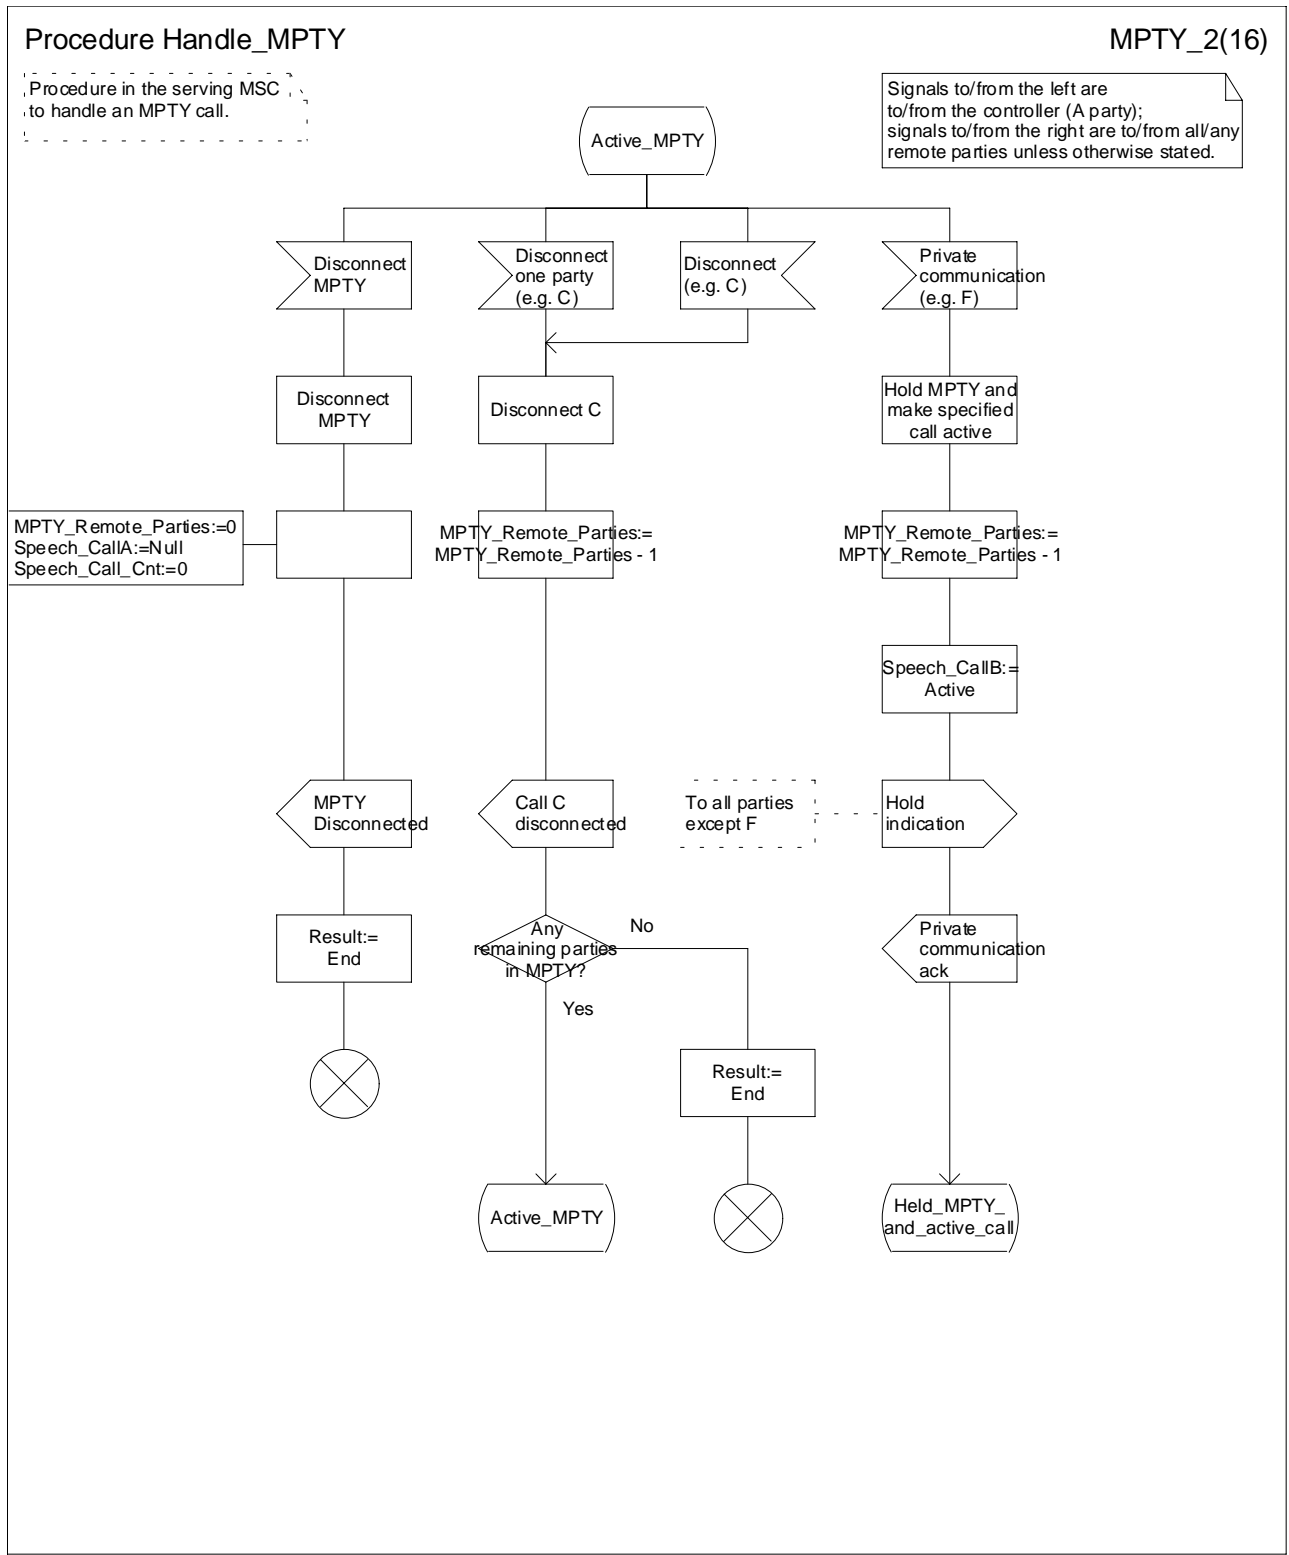 Procedure Handle_MPTY
MPTY_2(16)
Procedure in the serving MSC
to handle an MPTY call.
Signals to/from the left are
to/from the controller (A party);
signals to/from the right are to/from all/any
remote parties unless otherwise stated.
Active_MPTY
Disconnect
MPTY
Disconnect
one party
(e.g. C)
Disconnect
(e.g. C)
Private
communication
(e.g. F)
Disconnect
MPTY
Disconnect C
Hold MPTY and
make specified
call active
MPTY_Remote_Parties:=0
Speech_CallA:=Null
Speech_Call_Cnt:=0
MPTY_Remote_Parties:=
MPTY_Remote_Parties - 1
MPTY_Remote_Parties:=
MPTY_Remote_Parties - 1
Speech_CallB:=
Active
MPTY
Disconnected
Call C
disconnected
To all parties
except F
Hold
indication
Result:=
End
Any
remaining parties
in MPTY?
No
Yes
Private
communication
ack
Result:=
End
Active_MPTY
Held_MPTY_
and_active_call